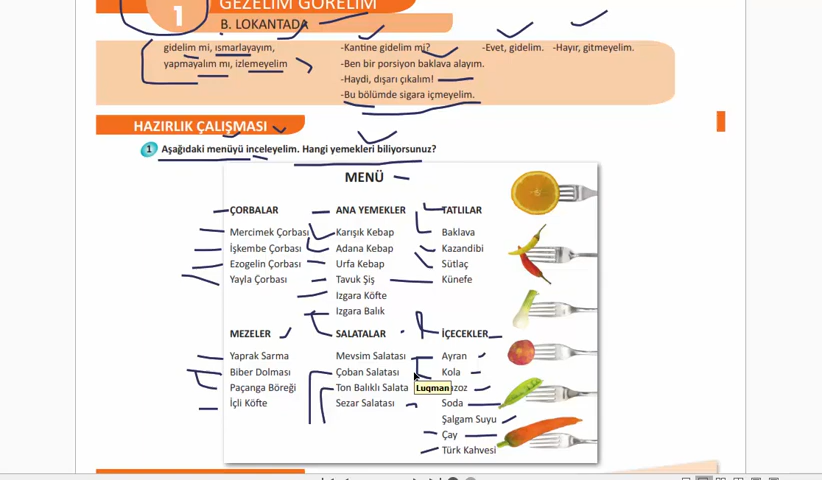 GEZELİM GÖRELİM
1
B. LOKANTADA
gidelim mi, ısmarlayayım,
yapmayalım mı, izlemeyelim
-Kantine gidelim mi? -Evet, gidelim. -Hayır, gitmeyelim.
-Ben bir porsiyon baklava alayım.
-Haydi, dışarı çıkalım!
-Bu bölümde sigara içmeyelim.
HAZIRLIK ÇALIŞMASI
1 Aşağıdaki menüyü inceleyelim. Hangi yemekleri biliyorsunuz?
MENÜ
ÇORBALAR
Mercimek Çorbası
İşkembe Çorbası
Ezogelin Çorbası
Yayla Çorbası
ANA YEMEKLER
Karışık Kebap
Adana Kebap
Urfa Kebap
Tavuk Şiş
Izgara Köfte
Izgara Balık
TATLILAR
Baklava
Kazandibi
Sütlaç
Künefe
MEZELER
Yaprak Sarma
Biber Dolması
Paçanga Böreği
İçli Köfte
SALATALAR
Mevsim Salatası
Çoban Salatası
Ton Balıklı Salata
Sezar Salatası
Luqman
İÇECEKLER
Ayran
Kola
Soda
Şalgam Suyu
Çay
Türk Kahvesi